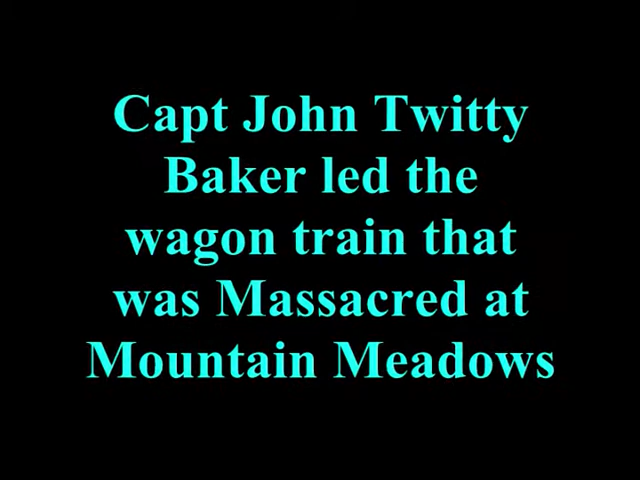 Capt John Twitty
Baker led the
wagon train that
was Massacred at
Mountain Meadows